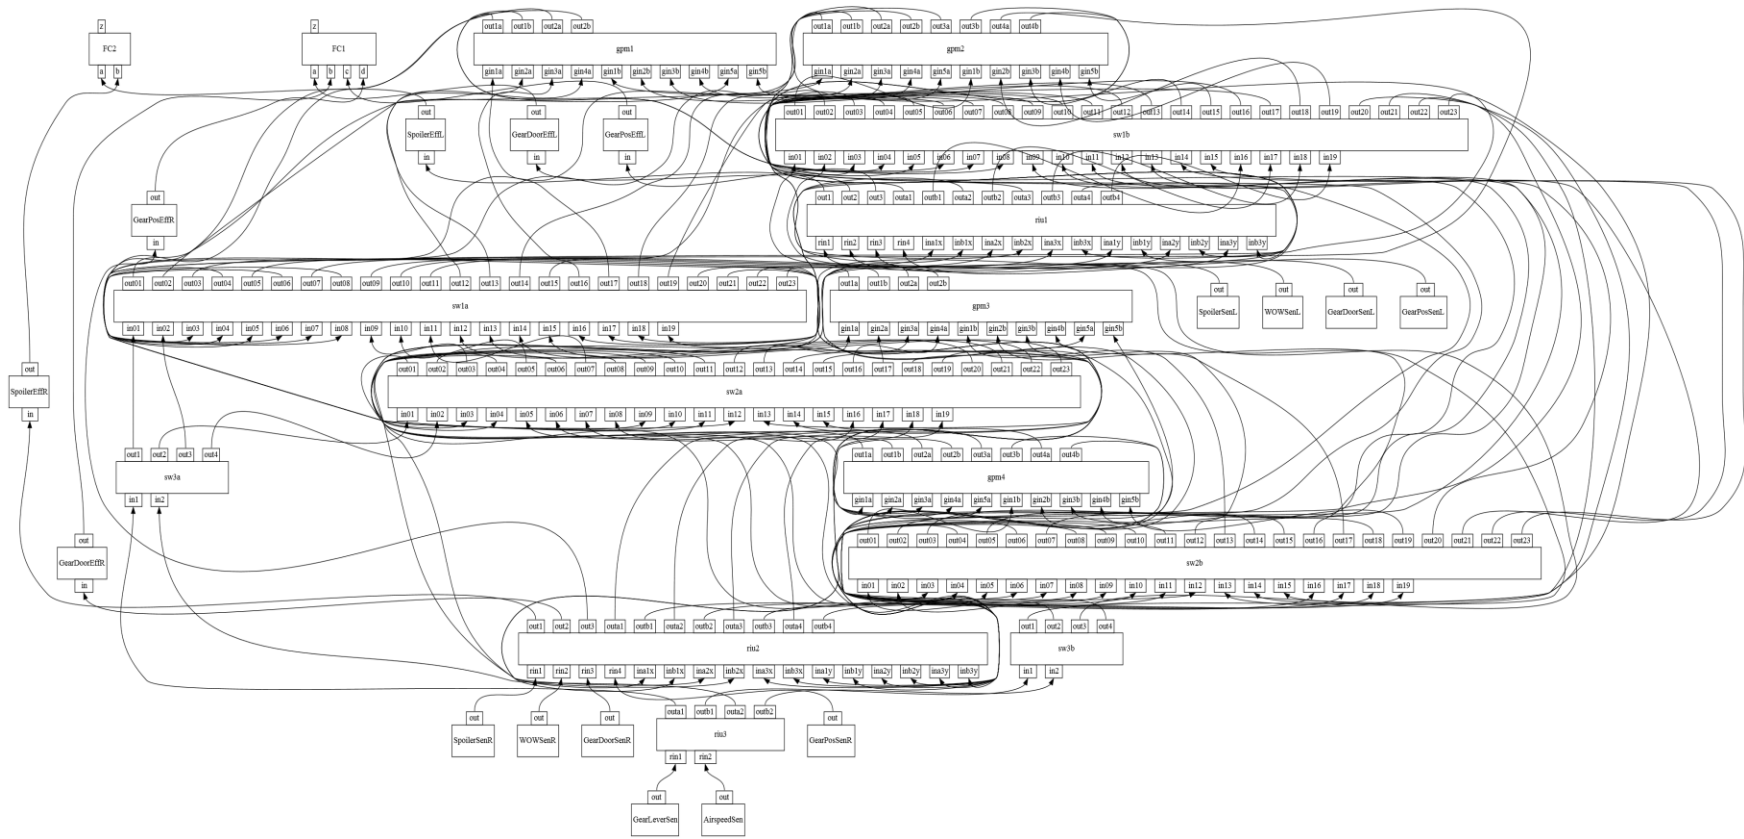 z z out1a out1b out2a out2b out1a out1b out2a out2b out3a out3b out4a out4b
FC2 FC1 gpm1 gpm2
a b a b c d gin1a gin2a gin3a gin4a gin1b gin2b gin3b gin4b gin5a gin5b gin1a gin2a gin3a gin4a gin5a gin1b gin2b gin3b gin4b gin5b
out out out out01 out02 out03 out04 out05 out06 out07 out08 out09 out10 out11 out12 out13 out14 out15 out16 out17 out18 out19 out20 out21 out22 out23
SpoilerEffL GearDoorEffL GearPosEffL sw1b
in in in in01 in02 in03 in04 in05 in06 in07 in08 in09 in10 in11 in12 in13 in14 in15 in16 in17 in18 in19
out out1 out2 out3 outa1 outb1 outa2 outb2 outa3 outb3 outa4 outb4
GearPosEffR riu1
in rin1 rin2 rin3 rin4 ina1x inb1x ina2x inb2x ina3x inb3x ina1y inb1y ina2y inb2y ina3y inb3y
out01 out02 out03 out04 out05 out06 out07 out08 out09 out10 out11 out12 out13 out14 out15 out16 out17 out18 out19 out20 out21 out22 out23 out1a out1b out2a out2b out out out out
sw1a gpm3 SpoilerSenL WOWSenL GearDoorSenL GearPosSenL
in01 in02 in03 in04 in05 in06 in07 in08 in09 in10 in11 in12 in13 in14 in15 in16 in17 in18 in19 gin1a gin2a gin3a gin4a gin1b gin2b gin3b gin4b gin5a gin5b
out out01 out02 out03 out04 out05 out06 out07 out08 out09 out10 out11 out12 out13 out14 out15 out16 out17 out18 out19 out20 out21 out22 out23
SpoilerEffR sw2a
in in01 in02 in03 in04 in05 in06 in07 in08 in09 in10 in11 in12 in13 in14 in15 in16 in17 in18 in19
out1 out2 out3 out4 out1a out1b out2a out2b out3a out3b out4a out4b
sw3a gpm4
in1 in2 gin1a gin2a gin3a gin4a gin5a gin1b gin2b gin3b gin4b gin5b
out out01 out02 out03 out04 out05 out06 out07 out08 out09 out10 out11 out12 out13 out14 out15 out16 out17 out18 out19 out20 out21 out22 out23
GearDoorEffR sw2b
in in01 in02 in03 in04 in05 in06 in07 in08 in09 in10 in11 in12 in13 in14 in15 in16 in17 in18 in19
out1 out2 out3 outa1 outb1 outa2 outb2 outa3 outb3 outa4 outb4 out1 out2 out3 out4
riu2 sw3b
rin1 rin2 rin3 rin4 ina1x inb1x ina2x inb2x ina3x inb3x ina1y inb1y ina2y inb2y ina3y inb3y in1 in2
out out out outa1 outb1 outa2 outb2 out
SpoilerSenR WOWSenR GearDoorSenR riu3 GearPosSenR
rin1 rin2
out out
GearLeverSen AirspeedSen